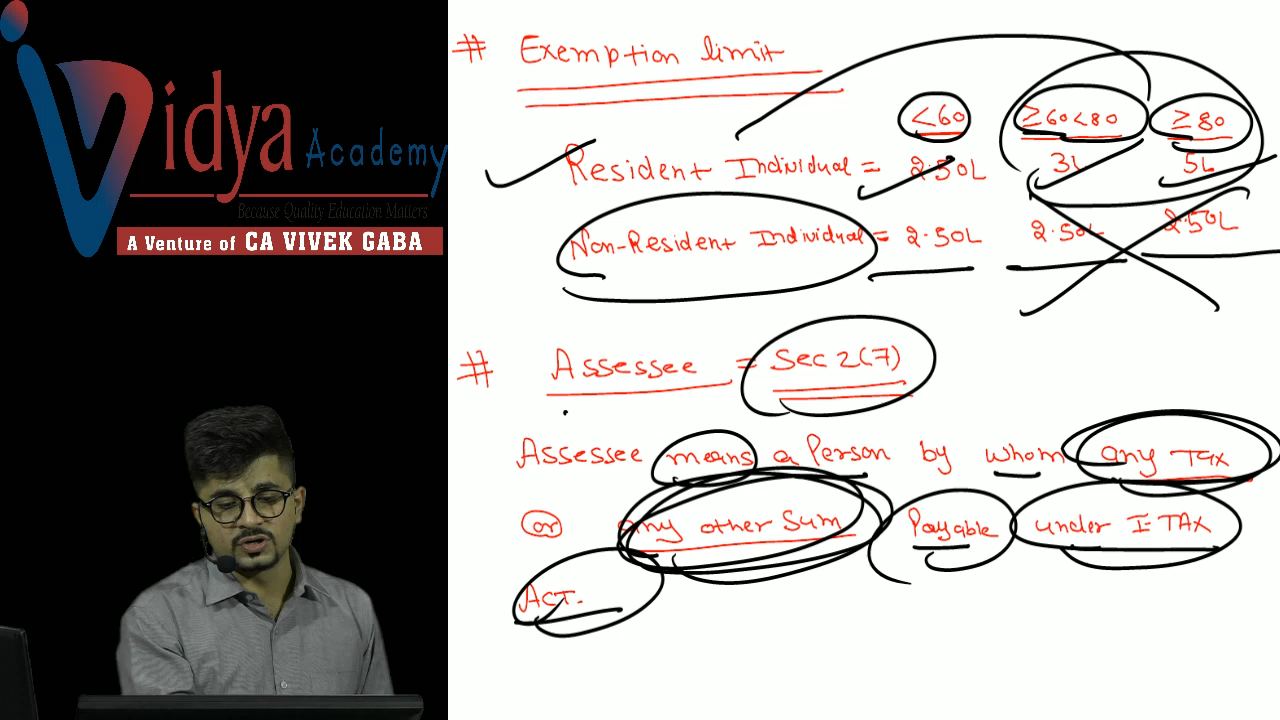 Vidya
Academy
Because Quality Education Matters
A Venture of CA VIVEK GABA
# Exemption limit
<60 ≥60<80 ≥80
Resident Individual = 2.50L 3L 5L
Non-Resident Individual = 2.50L 2.50L 2.50L
# Assessee = Sec 2(7)
Assessee means a Person by whom any Tax
or any other Sum Payable under I-TAX
ACT.